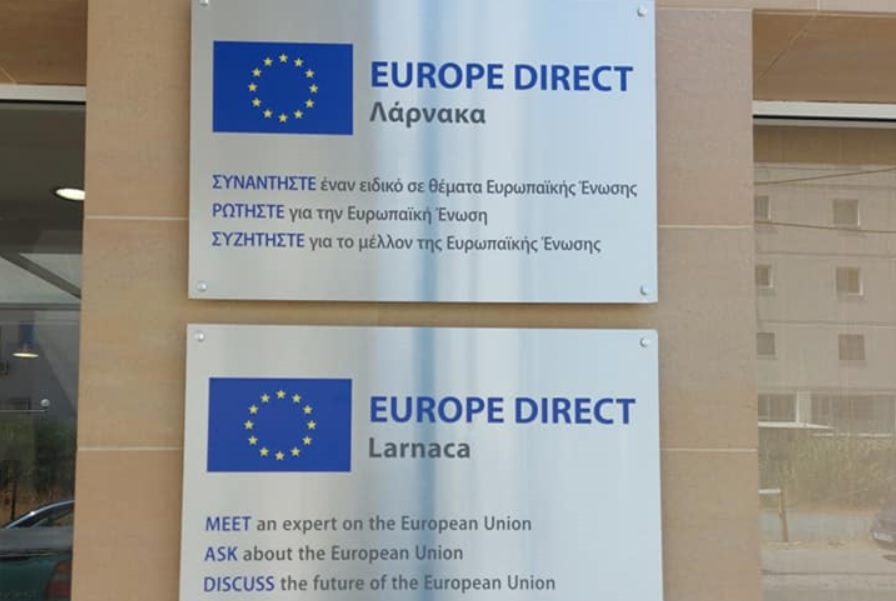 EUROPE DIRECT
Λάρνακα
ΣΥΝΑΝΤΗΣΤΕ έναν ειδικό σε θέματα Ευρωπαϊκής Ένωσης
ΡΩΤΗΣΤΕ για την Ευρωπαϊκή Ένωση
ΣΥΖΗΤΗΣΤΕ για το μέλλον της Ευρωπαϊκής Ένωσης
EUROPE DIRECT
Larnaca
MEET an expert on the European Union
ASK about the European Union
DISCUSS the future of the European Union